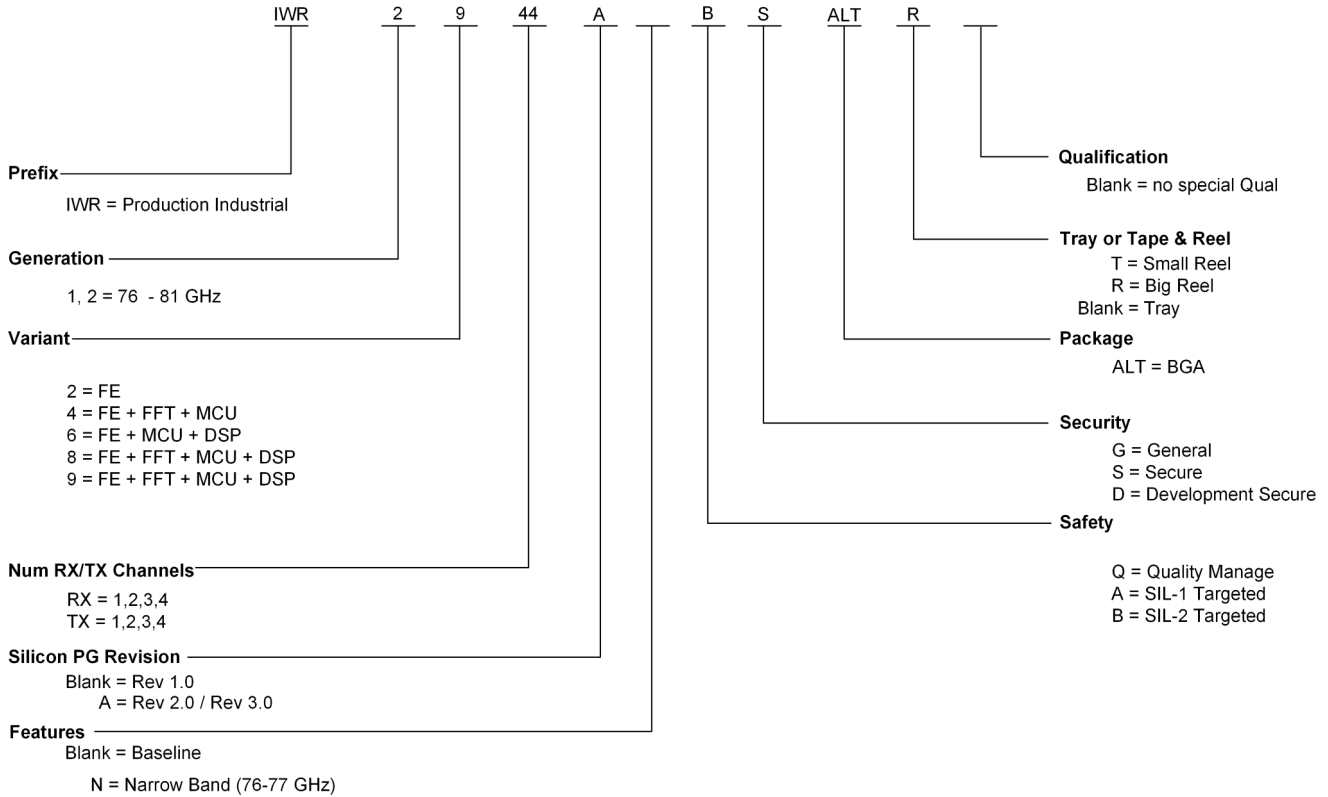 IWR 2 9 44 A B S ALT R
Prefix
IWR = Production Industrial
Generation
1, 2 = 76 - 81 GHz
Variant
2 = FE
4 = FE + FFT + MCU
6 = FE + MCU + DSP
8 = FE + FFT + MCU + DSP
9 = FE + FFT + MCU + DSP
Num RX/TX Channels
RX = 1,2,3,4
TX = 1,2,3,4
Silicon PG Revision
Blank = Rev 1.0
A = Rev 2.0 / Rev 3.0
Features
Blank = Baseline
N = Narrow Band (76-77 GHz)
Qualification
Blank = no special Qual
Tray or Tape & Reel
T = Small Reel
R = Big Reel
Blank = Tray
Package
ALT = BGA
Security
G = General
S = Secure
D = Development Secure
Safety
Q = Quality Manage
A = SIL-1 Targeted
B = SIL-2 Targeted